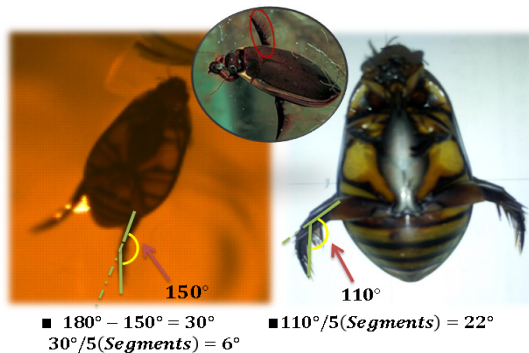 150°
110°
■ 180° – 150° = 30°
30°/5(Segments) = 6°
■ 110°/5(Segments) = 22°